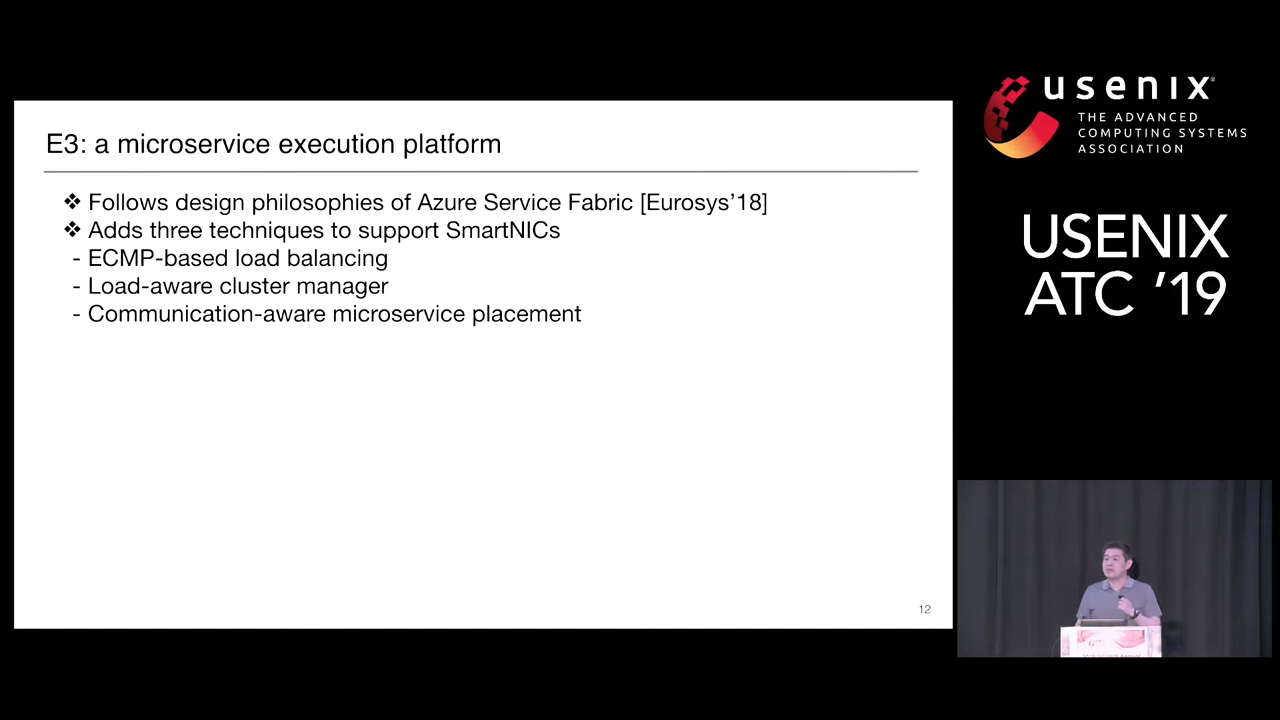 E3: a microservice execution platform
❖ Follows design philosophies of Azure Service Fabric [Eurosys’18]
❖ Adds three techniques to support SmartNICs
- ECMP-based load balancing
- Load-aware cluster manager
- Communication-aware microservice placement
12
usenix®
THE ADVANCED
COMPUTING SYSTEMS
ASSOCIATION
USENIX
ATC ’19